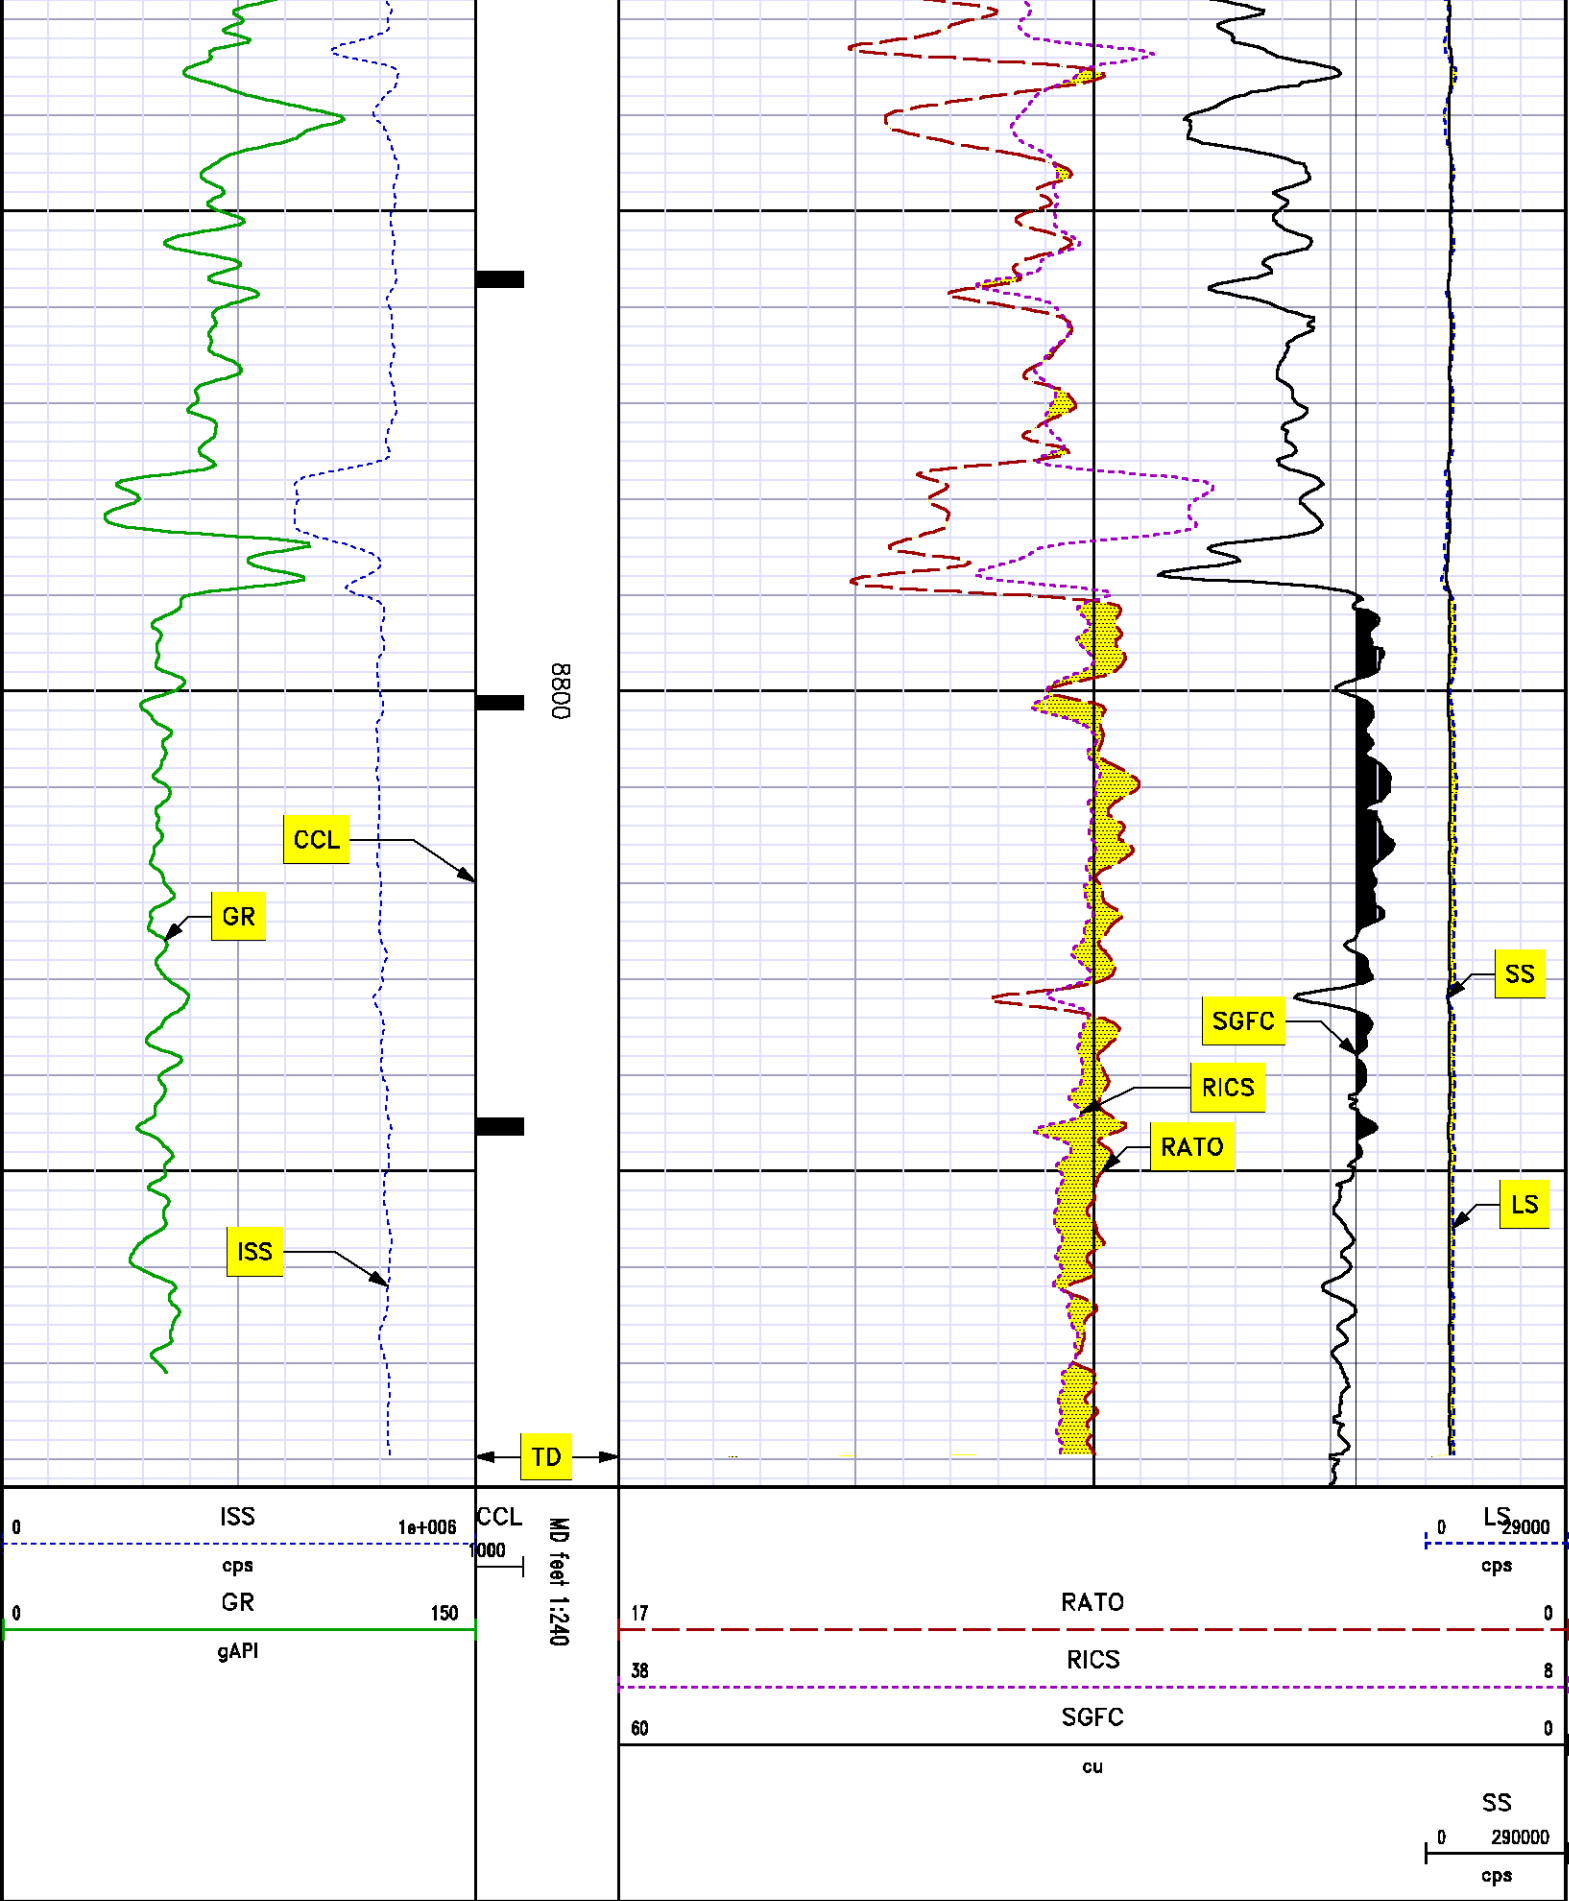 8800
CCL
GR
SS
SGFC
RICS
RATO
LS
ISS
TD
ISS
0 1e+006
cps
GR
0 150
gAPI
CCL
1000
MD feet 1:240
LS
0 29000
cps
RATO
17 0
RICS
38 8
SGFC
60 0
cu
SS
0 290000
cps